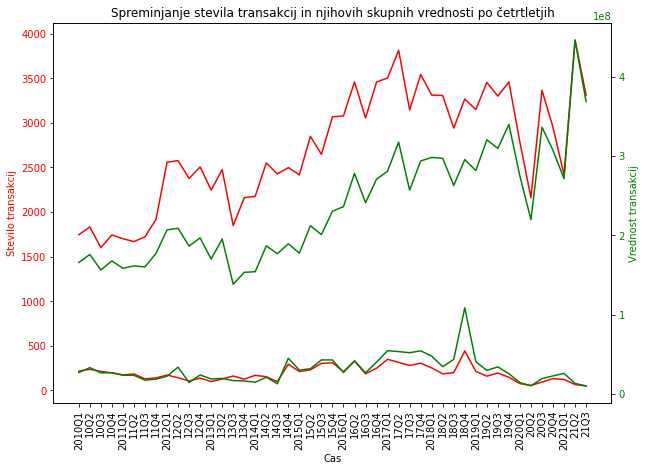 Spreminjanje stevila transakcij in njihovih skupnih vrednosti po četrtletjih
1e8
4000
3500
3000
2500
2000
1500
1000
500
0
Stevilo transakcij
4
3
2
1
0
Vrednost transakcij
2010Q1
10Q2
10Q3
10Q4
2011Q1
11Q2
11Q3
11Q4
2012Q1
12Q2
12Q3
12Q4
2013Q1
13Q2
13Q3
13Q4
2014Q1
14Q2
14Q3
14Q4
2015Q1
15Q2
15Q3
15Q4
2016Q1
16Q2
16Q3
16Q4
2017Q1
17Q2
17Q3
17Q4
2018Q1
18Q2
18Q3
18Q4
2019Q1
19Q2
19Q3
19Q4
2020Q1
20Q2
20Q3
20Q4
2021Q1
21Q2
21Q3
Cas